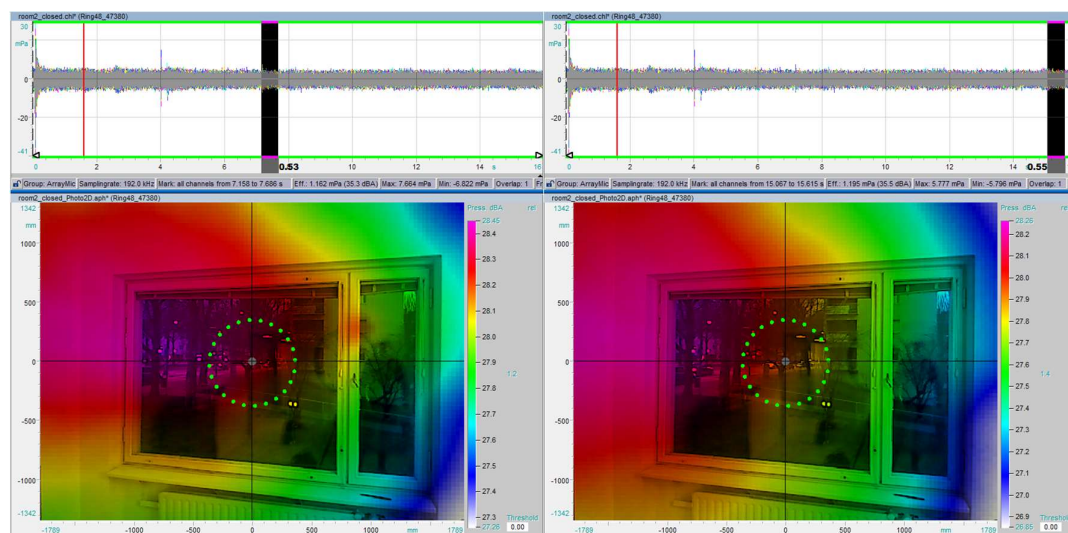 room2_closed.chl* (Ring48_47380)
30
mPa
0
-20
-41
0
2
4
6
0.53
10
12
14
s
16
Group: ArrayMic
Samplingrate: 192.0 kHz
Mark: all channels from 7.158 to 7.686 s
Eff.: 1.162 mPa (35.3 dBA)
Max: 7.664 mPa
Min: -6.822 mPa
Overlap: 1
room2_closed_Photo2D.aph* (Ring48_47380)
1342
mm
1000
500
0
-500
-1000
-1342
-1789
-1000
-500
0
500
1000
mm
1789
Press. dBA
rel
28.45
28.4
28.3
28.2
28.1
28.0
27.9
27.8
27.7
27.6
27.5
27.4
27.3
27.26
1.2
Threshold
0.00
room2_closed.chl* (Ring48_47380)
30
mPa
0
-20
-41
0
2
4
6
8
10
12
s
0.55
Group: ArrayMic
Samplingrate: 192.0 kHz
Mark: all channels from 15.067 to 15.615 s
Eff.: 1.195 mPa (35.5 dBA)
Max: 5.777 mPa
Min: -5.796 mPa
Overlap: 1
room2_closed_Photo2D.aph* (Ring48_47380)
1342
mm
1000
500
0
-500
-1000
-1342
-1789
-1000
-500
0
500
1000
mm
1789
Press. dBA
rel
28.26
28.2
28.1
28.0
27.9
27.8
27.7
27.6
27.5
27.4
27.3
27.2
27.1
27.0
26.9
26.85
1.4
Threshold
0.00